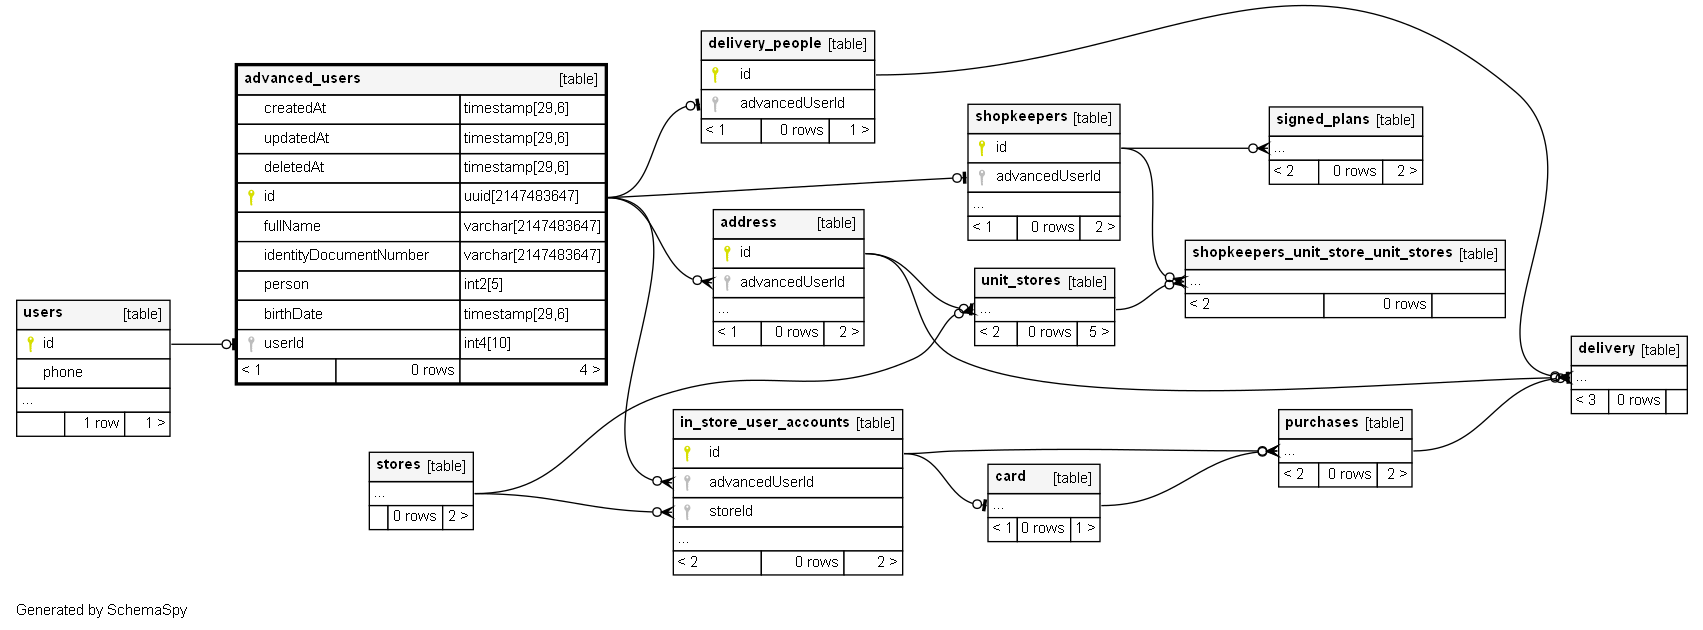 users [table]
id
phone
...
1 row 1 >
advanced_users [table]
createdAt timestamp[29,6]
updatedAt timestamp[29,6]
deletedAt timestamp[29,6]
id uuid[2147483647]
fullName varchar[2147483647]
identityDocumentNumber varchar[2147483647]
person int2[5]
birthDate timestamp[29,6]
userId int4[10]
< 1 0 rows 4 >
stores [table]
...
0 rows 2 >
delivery_people [table]
id
advancedUserId
< 1 0 rows 1 >
address [table]
id
advancedUserId
...
< 1 0 rows 2 >
in_store_user_accounts [table]
id
advancedUserId
storeId
...
< 2 0 rows 2 >
shopkeepers [table]
id
advancedUserId
...
< 1 0 rows 2 >
unit_stores [table]
...
< 2 0 rows 5 >
card [table]
...
< 1 0 rows 1 >
signed_plans [table]
...
< 2 0 rows 2 >
shopkeepers_unit_store_unit_stores [table]
...
< 2 0 rows
purchases [table]
...
< 2 0 rows 2 >
delivery [table]
...
< 3 0 rows
Generated by SchemaSpy